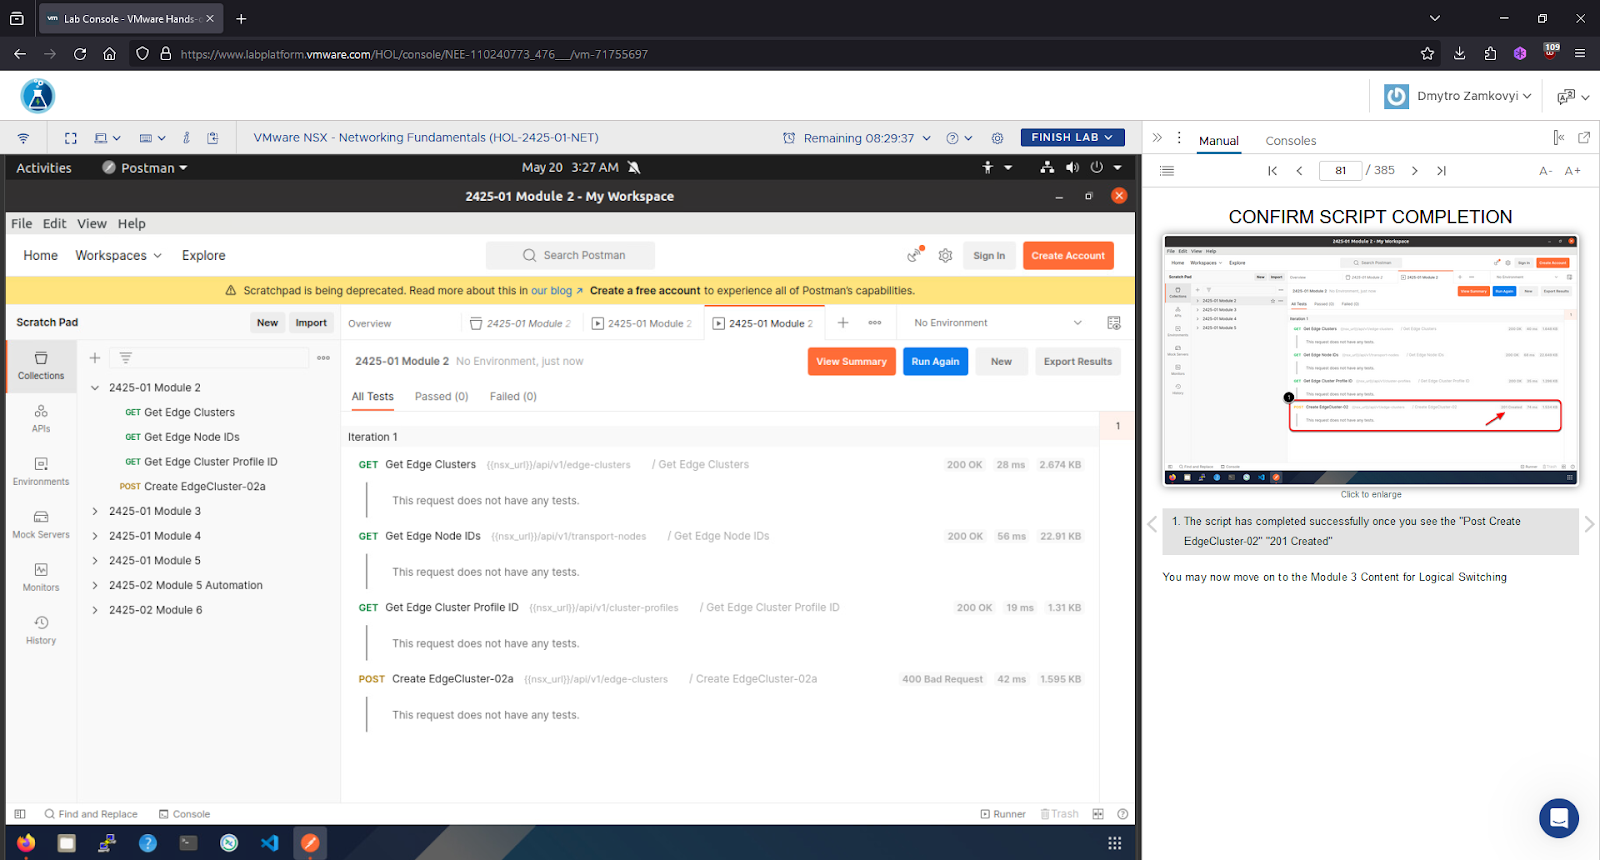 Lab Console - VMware Hands-o
https://www.labplatform.vmware.com/HOL/console/NEE-110240773_476___/vm-71755697
109
Dmytro Zamkovyi
VMware NSX - Networking Fundamentals (HOL-2425-01-NET)
Remaining 08:29:37
FINISH LAB
Manual
Consoles
81 / 385
A- A+
Activities
Postman
May 20 3:27 AM
2425-01 Module 2 - My Workspace
File Edit View Help
Home Workspaces Explore
Search Postman
Sign In
Create Account
Scratchpad is being deprecated. Read more about this in our blog ↗ Create a free account to experience all of Postman's capabilities.
Scratch Pad
New
Import
Overview
2425-01 Module 2
2425-01 Module 2
2425-01 Module 2
No Environment
Collections
APIs
Environments
Mock Servers
Monitors
History
2425-01 Module 2
GET Get Edge Clusters
GET Get Edge Node IDs
GET Get Edge Cluster Profile ID
POST Create EdgeCluster-02a
2425-01 Module 3
2425-01 Module 4
2425-01 Module 5
2425-02 Module 5 Automation
2425-02 Module 6
2425-01 Module 2 No Environment, just now
View Summary
Run Again
New
Export Results
All Tests Passed (0) Failed (0)
1
Iteration 1
GET Get Edge Clusters {{nsx_url}}/api/v1/edge-clusters / Get Edge Clusters 200 OK 28 ms 2.674 KB
This request does not have any tests.
GET Get Edge Node IDs {{nsx_url}}/api/v1/transport-nodes / Get Edge Node IDs 200 OK 56 ms 22.91 KB
This request does not have any tests.
GET Get Edge Cluster Profile ID {{nsx_url}}/api/v1/cluster-profiles / Get Edge Cluster Profile ID 200 OK 19 ms 1.31 KB
This request does not have any tests.
POST Create EdgeCluster-02a {{nsx_url}}/api/v1/edge-clusters / Create EdgeCluster-02a 400 Bad Request 42 ms 1.595 KB
This request does not have any tests.
Find and Replace
Console
Runner
Trash
CONFIRM SCRIPT COMPLETION
2425-01 Module 2 - My Workspace
Click to enlarge
1. The script has completed successfully once you see the "Post Create
EdgeCluster-02" "201 Created"
You may now move on to the Module 3 Content for Logical Switching